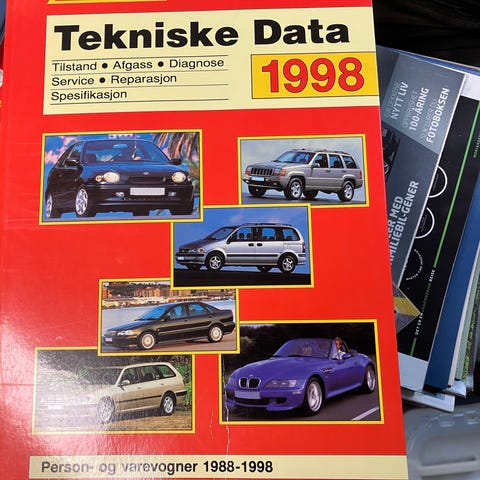 Tekniske Data
Tilstand • Afgass • Diagnose
Service • Reparasjon
Spesifikasjon
1998
Person- og varevogner 1988-1998
NYTT LIV
100-ÅRING
FOTOBOKSEN